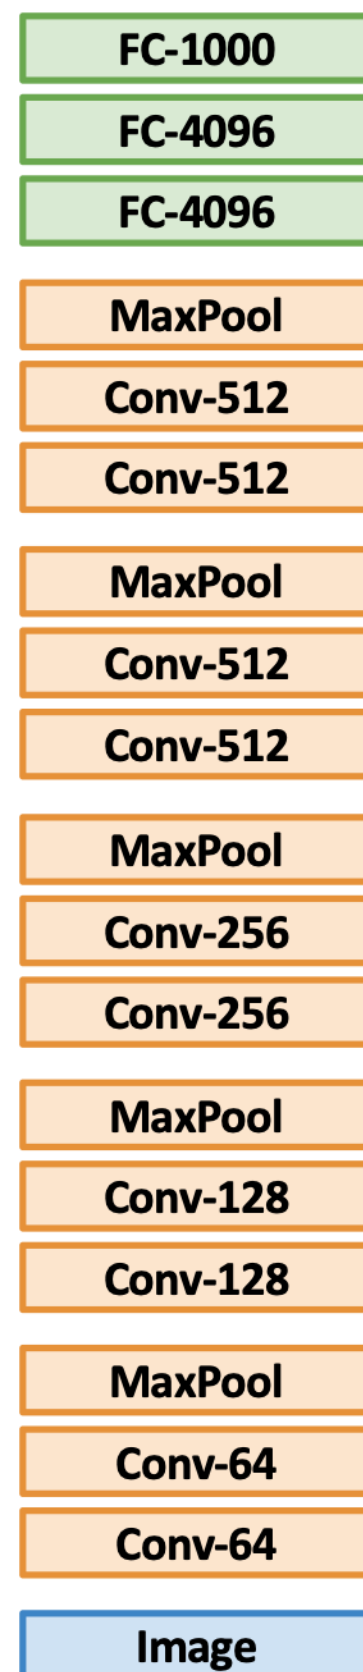 FC-1000
FC-4096
FC-4096
MaxPool
Conv-512
Conv-512
MaxPool
Conv-512
Conv-512
MaxPool
Conv-256
Conv-256
MaxPool
Conv-128
Conv-128
MaxPool
Conv-64
Conv-64
Image